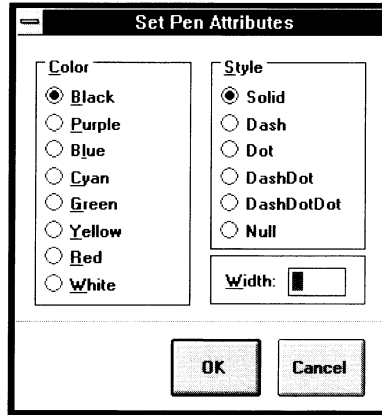 Set Pen Attributes
Color
Black
Purple
Blue
Cyan
Green
Yellow
Red
White
Style
Solid
Dash
Dot
DashDot
DashDotDot
Null
Width:
OK
Cancel